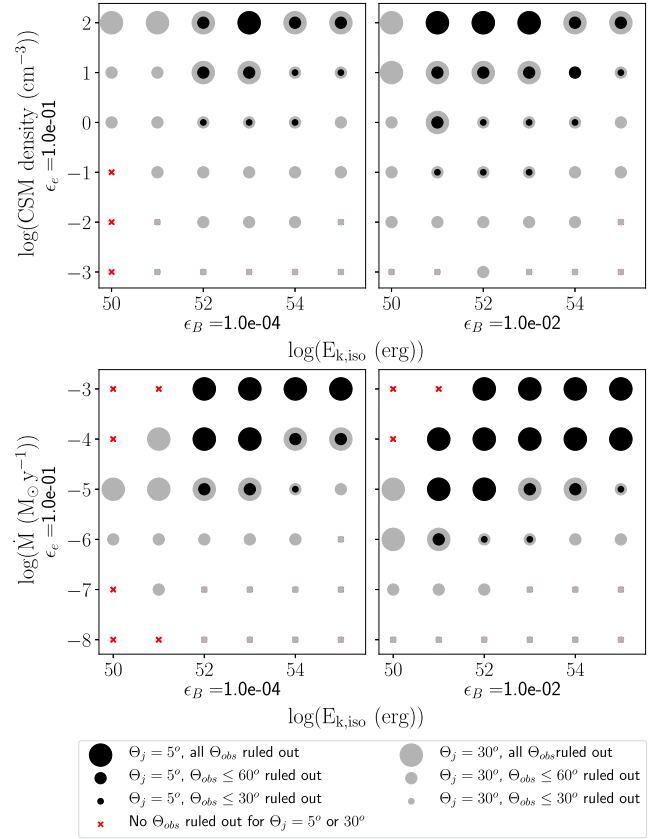 2
1
0
−1
−2
−3
log(CSM density (cm⁻³))
ϵ_e =1.0e-01
50 52 54 50 52 54
ϵ_B =1.0e-04 ϵ_B =1.0e-02
log(E_k,iso (erg))
−3
−4
−5
−6
−7
−8
log(Ṁ (M_⊙y⁻¹))
ϵ_e =1.0e-01
50 52 54 50 52 54
ϵ_B =1.0e-04 ϵ_B =1.0e-02
log(E_k,iso (erg))
Θ_j = 5°, all Θ_obs ruled out
Θ_j = 5°, Θ_obs ≤ 60° ruled out
Θ_j = 5°, Θ_obs ≤ 30° ruled out
No Θ_obs ruled out for Θ_j = 5° or 30°
Θ_j = 30°, all Θ_obsruled out
Θ_j = 30°, Θ_obs ≤ 60° ruled out
Θ_j = 30°, Θ_obs ≤ 30° ruled out